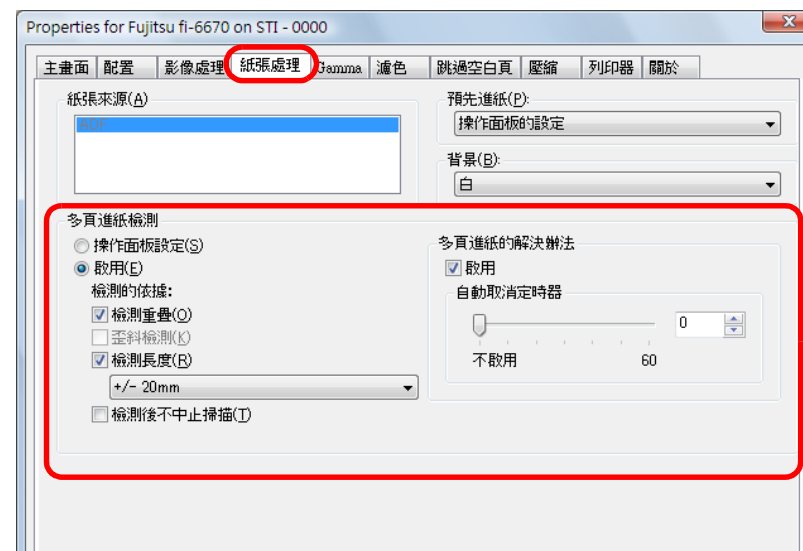 Properties for Fujitsu fi-6670 on STI - 0000
主畫面 配置 影像處理 紙張處理 Gamma 濾色 跳過空白頁 壓縮 列印器 關於
紙張來源(A)
ADF
預先進紙(P):
操作面板的設定
背景(B):
白
多頁進紙檢測
操作面板設定(S)
啟用(E)
檢測的依據:
檢測重疊(O)
歪斜檢測(K)
檢測長度(R)
+/- 20mm
檢測後不中止掃描(T)
多頁進紙的解決辦法
啟用
自動取消定時器
0
不啟用 60